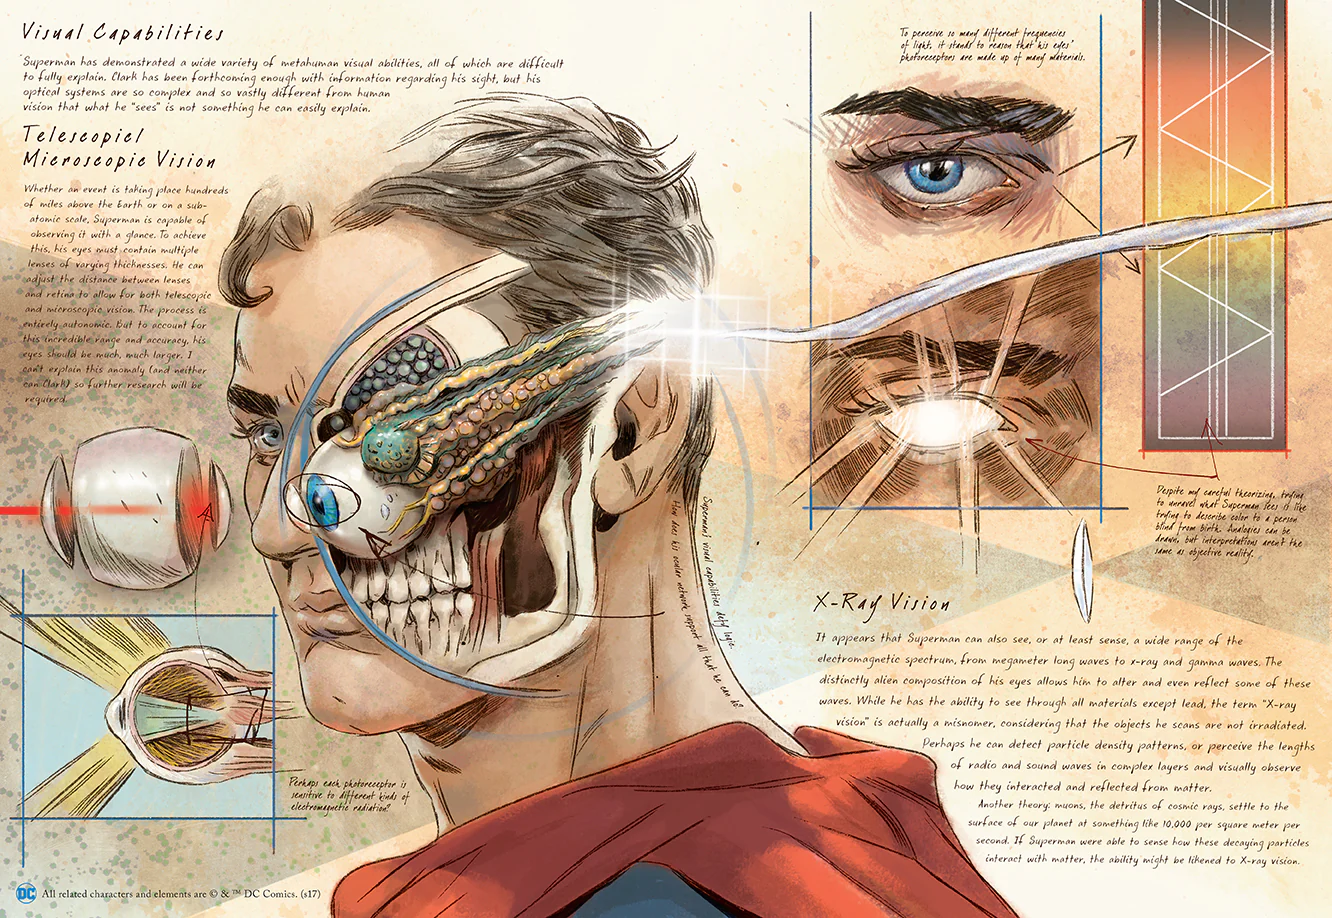 Visual Capabilities
Superman has demonstrated a wide variety of metahuman visual abilities, all of which are difficult
to fully explain. Clark has been forthcoming enough with information regarding his sight, but his
optical systems are so complex and so vastly different from human
vision that what he "sees" is not something he can easily explain.
Telescopic/
Microscopic Vision
Whether an event is taking place hundreds
of miles above the Earth or on a sub-
atomic scale, Superman is capable of
observing it with a glance. To achieve
this, his eyes must contain multiple
lenses of varying thicknesses. He can
adjust the distance between lenses
and retina to allow for both telescopic
and microscopic vision. The process is
entirely autonomic. But to account for
this incredible range and accuracy, his
eyes should be much, much larger. I
can't explain this anomaly (and neither
can Clark) so further research will be
required.
Perhaps each photoreceptor is
sensitive to different kinds of
electromagnetic radiation?
Superman's visual capabilities defy logic.
How does his ocular network support all that he can do?
To perceive so many different frequencies
of light, it stands to reason that his eyes'
photoreceptors are made up of many materials.
Despite my careful theorizing, trying
to unravel what Superman sees is like
trying to describe color to a person
blind from birth. Analogies can be
drawn, but interpretations aren't the
same as objective reality.
X-Ray Vision
It appears that Superman can also see, or at least sense, a wide range of the
electromagnetic spectrum, from megameter long waves to x-ray and gamma waves. The
distinctly alien composition of his eyes allows him to alter and even reflect some of these
waves. While he has the ability to see through all materials except lead, the term "X-ray
vision" is actually a misnomer, considering that the objects he scans are not irradiated.
Perhaps he can detect particle density patterns, or perceive the lengths
of radio and sound waves in complex layers and visually observe
how they interacted and reflected from matter.
Another theory: muons, the detritus of cosmic rays, settle to the
surface of our planet at something like 10,000 per square meter per
second. If Superman were able to sense how these decaying particles
interact with matter, the ability might be likened to X-ray vision.
DC All related characters and elements are © & ™ DC Comics. (s17)